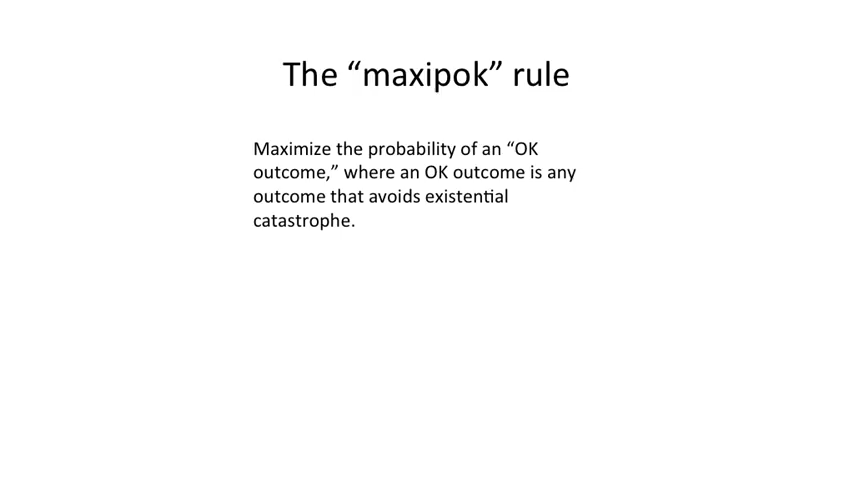 The “maxipok” rule
Maximize the probability of an “OK
outcome,” where an OK outcome is any
outcome that avoids existential
catastrophe.